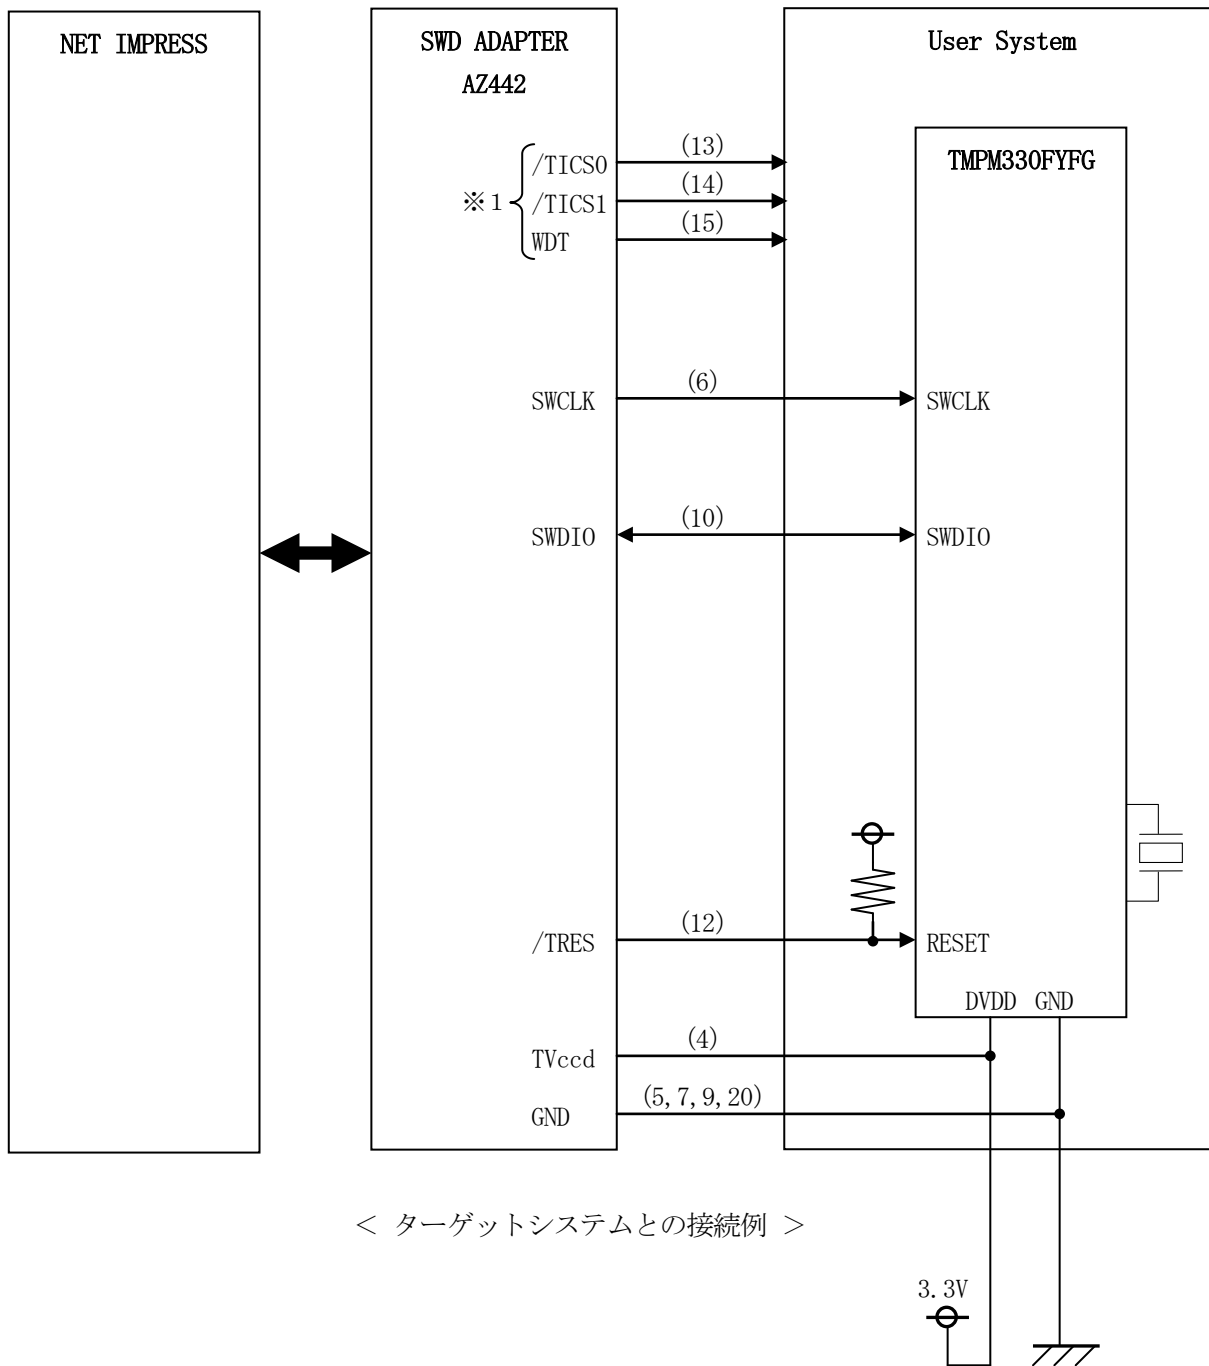 NET IMPRESS
SWD ADAPTER
AZ442
User System
TMPM330FYFG
※1
/TICS0
(13)
/TICS1
(14)
WDT
(15)
SWCLK
(6)
SWCLK
SWDIO
(10)
SWDIO
/TRES
(12)
RESET
DVDD GND
TVccd
(4)
GND
(5,7,9,20)
< ターゲットシステムとの接続例 >
3.3V